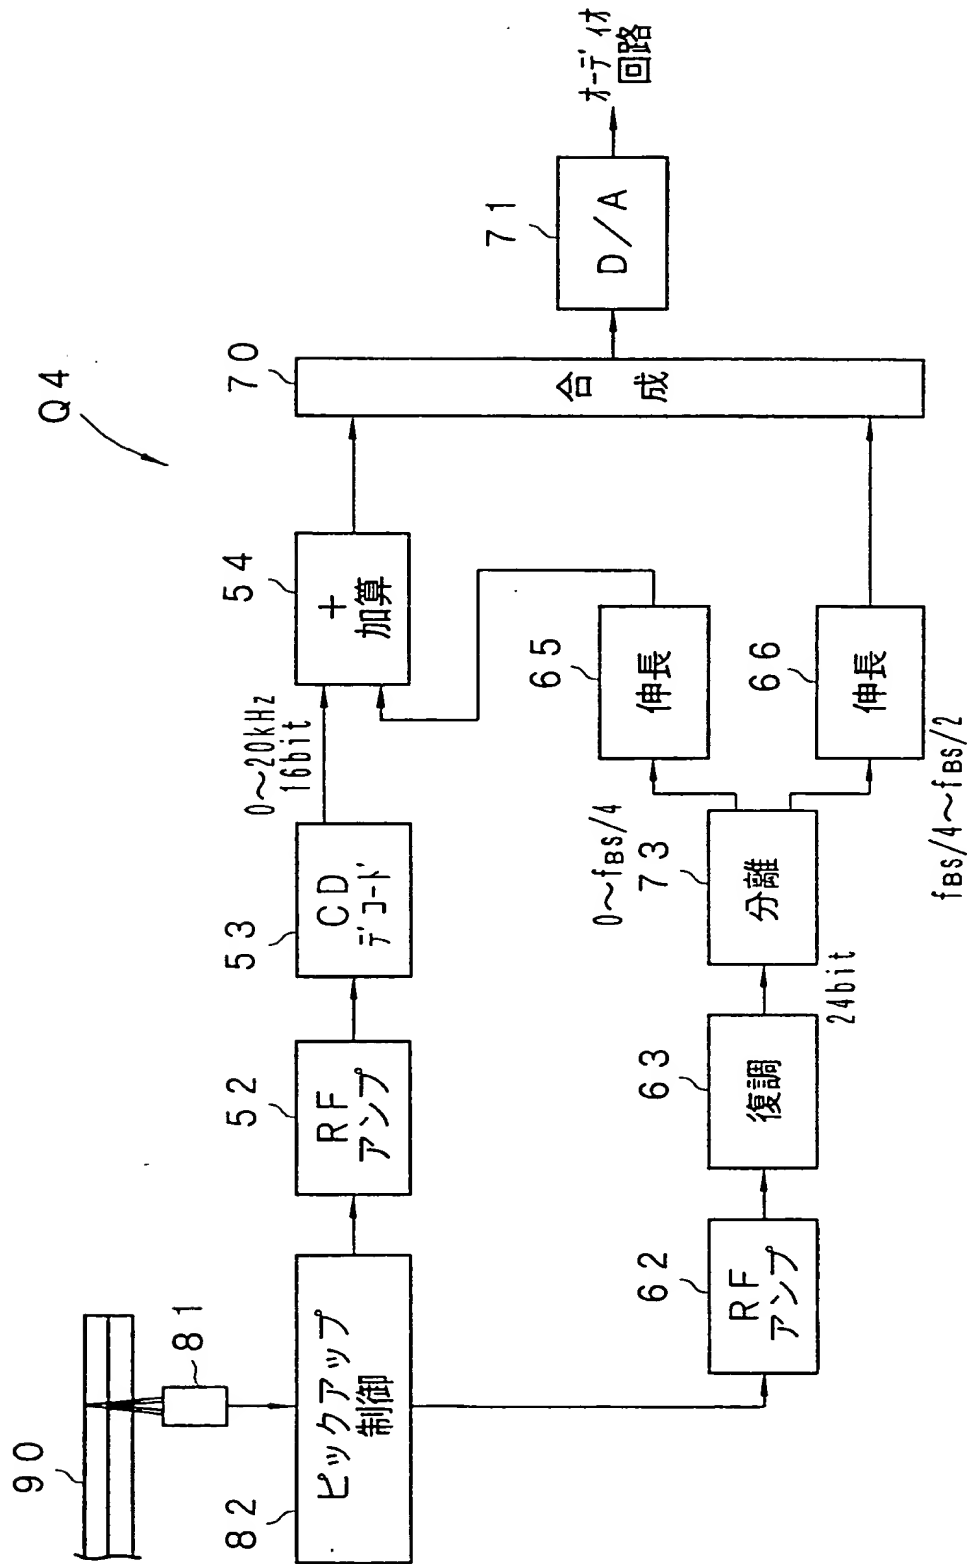 Q4
90
81
82
ピックアップ
制御
52
RF
アンプ
53
CD
デコード
0～20kHz
16bit
54
＋
加算
70
合 成
71
D/A
オーディオ
回路
62
RF
アンプ
63
復調
24bit
73
分離
0～fBS/4
fBS/4～fBS/2
65
伸長
66
伸長